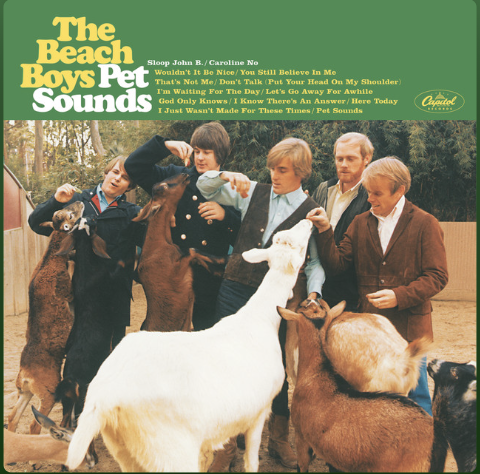 The
Beach
Boys Pet
Sounds
Sloop John B. / Caroline No
Wouldn't It Be Nice / You Still Believe In Me
That's Not Me / Don't Talk (Put Your Head On My Shoulder)
I'm Waiting For The Day / Let's Go Away For Awhile
God Only Knows / I Know There's An Answer / Here Today
I Just Wasn't Made For These Times / Pet Sounds
Capitol
RECORDS